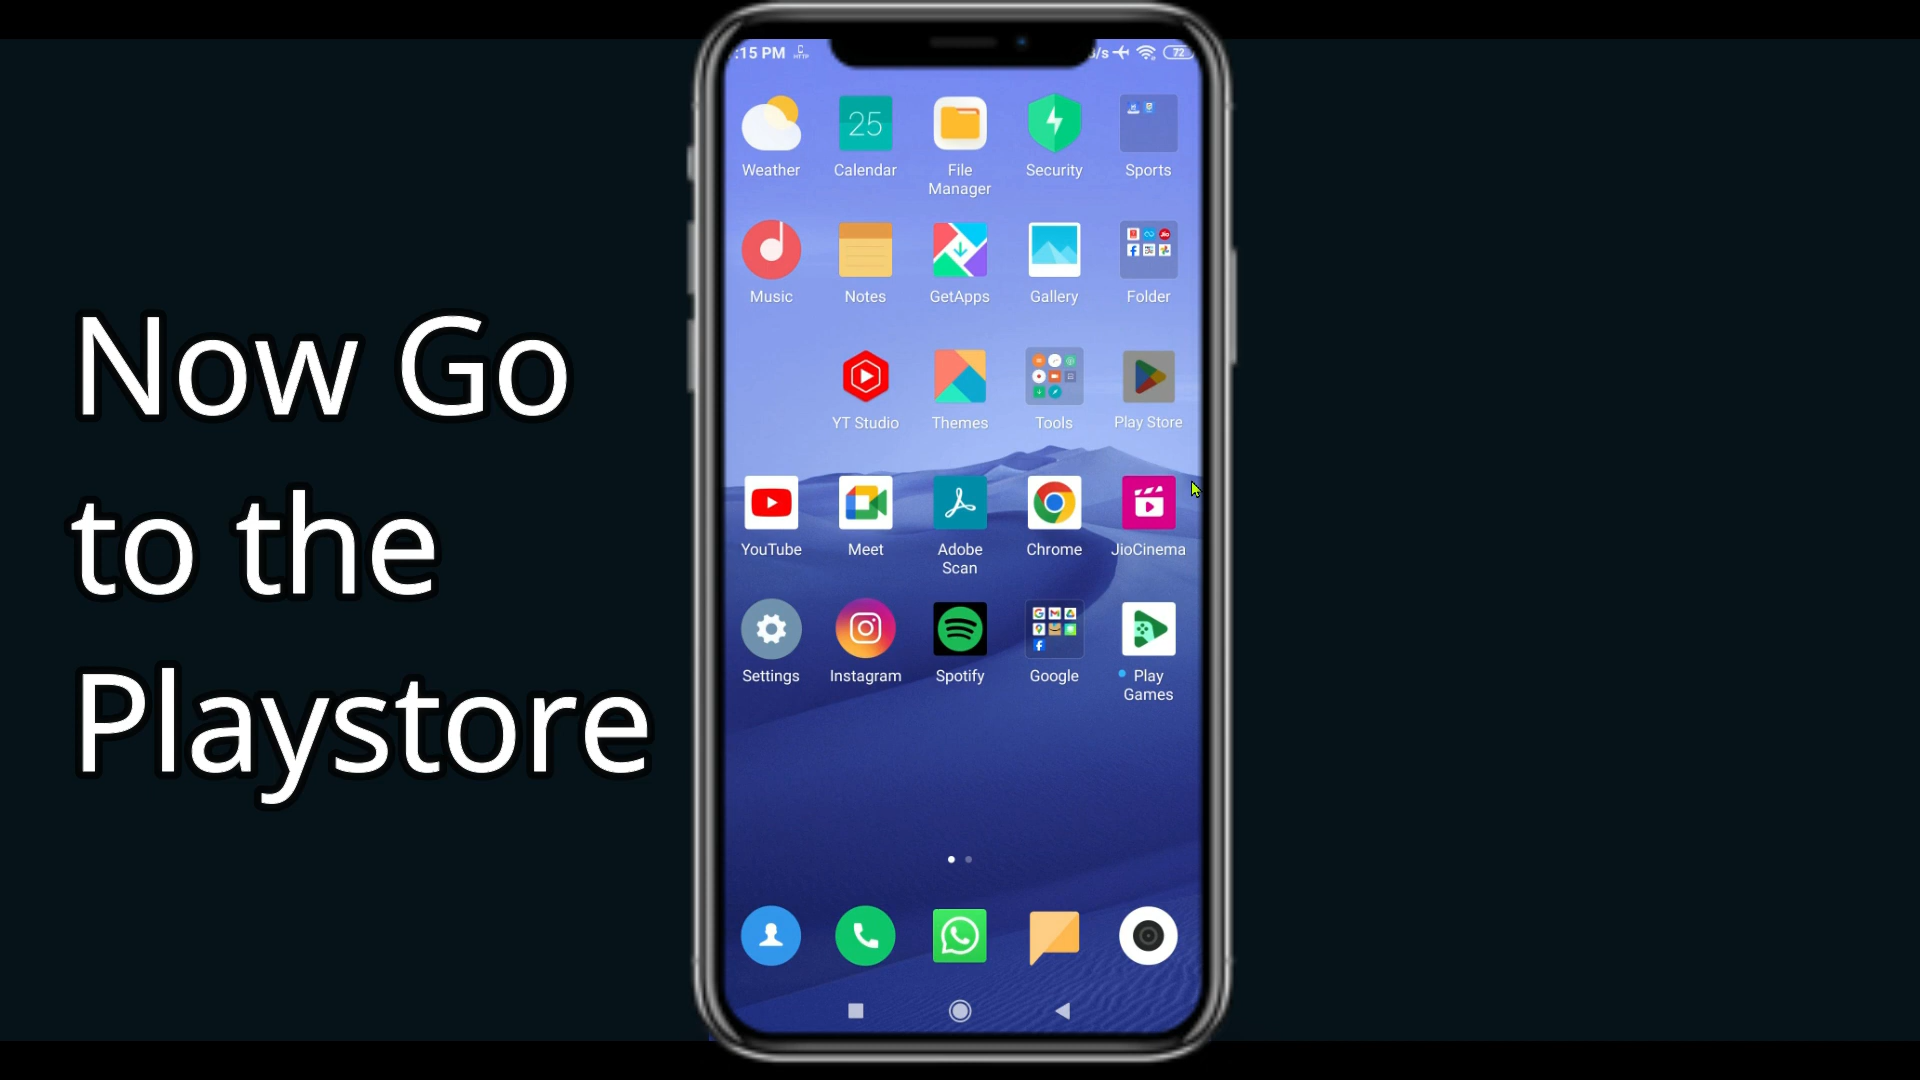 Now Go
to the
Playstore
:15 PM
/s
72
Weather
25
Calendar
File
Manager
Security
Sports
Music
Notes
GetApps
Gallery
Folder
YT Studio
Themes
Tools
Play Store
YouTube
Meet
Adobe
Scan
Chrome
JioCinema
Settings
Instagram
Spotify
Google
Play
Games